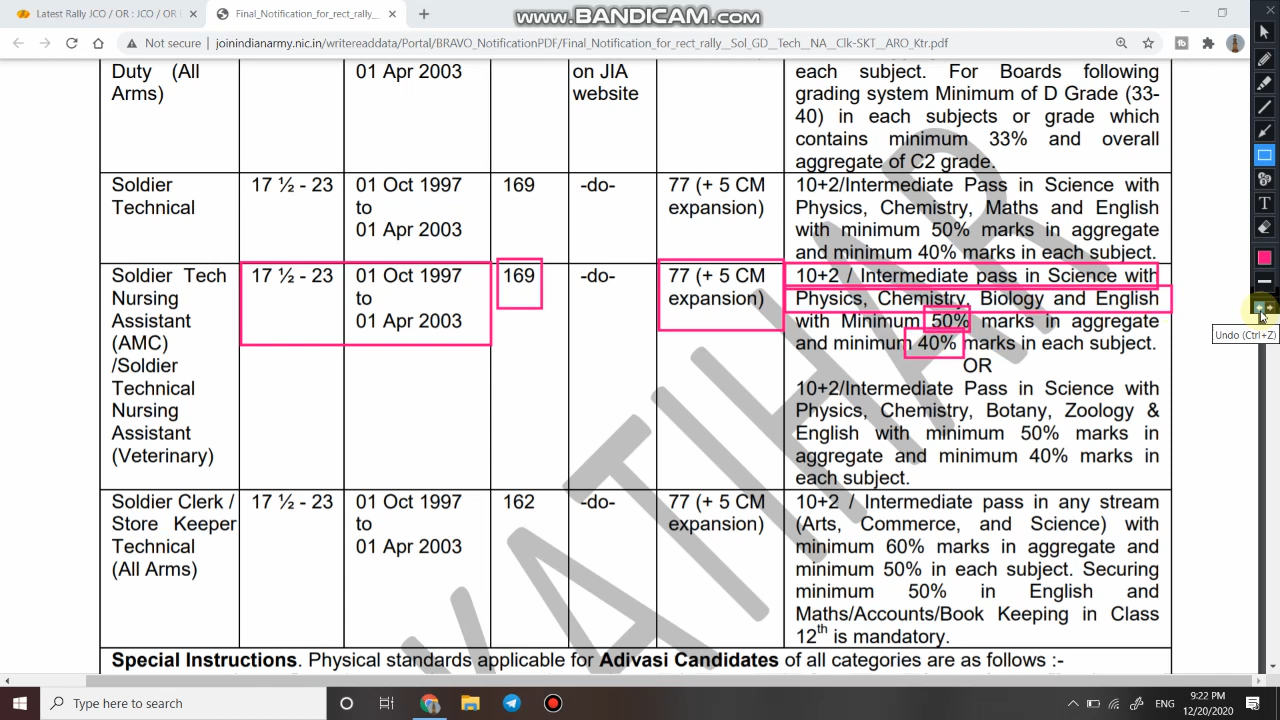 www.BANDICAM.com
Latest Rally JCO / OR : JCO / OR E
Final_Notification_for_rect_rally__
Not secure | joinindianarmy.nic.in/writereaddata/Portal/BRAVO_NotificationPDF/Final_Notification_for_rect_rally__Sol_GD__Tech__NA__Clk-SKT__ARO_Ktr.pdf
Duty (All
Arms)
01 Apr 2003
on JIA
website
each subject. For Boards following
grading system Minimum of D Grade (33-
40) in each subjects or grade which
contains minimum 33% and overall
aggregate of C2 grade.
Soldier
Technical
17 ½ - 23
01 Oct 1997
to
01 Apr 2003
169
-do-
77 (+ 5 CM
expansion)
10+2/Intermediate Pass in Science with
Physics, Chemistry, Maths and English
with minimum 50% marks in aggregate
and minimum 40% marks in each subject.
Soldier Tech
Nursing
Assistant
(AMC)
/Soldier
Technical
Nursing
Assistant
(Veterinary)
17 ½ - 23
01 Oct 1997
to
01 Apr 2003
169
-do-
77 (+ 5 CM
expansion)
10+2 / Intermediate pass in Science with
Physics, Chemistry, Biology and English
with Minimum 50% marks in aggregate
and minimum 40% marks in each subject.
OR
10+2/Intermediate Pass in Science with
Physics, Chemistry, Botany, Zoology &
English with minimum 50% marks in
aggregate and minimum 40% marks in
each subject.
Soldier Clerk /
Store Keeper
Technical
(All Arms)
17 ½ - 23
01 Oct 1997
to
01 Apr 2003
162
-do-
77 (+ 5 CM
expansion)
10+2 / Intermediate pass in any stream
(Arts, Commerce, and Science) with
minimum 60% marks in aggregate and
minimum 50% in each subject. Securing
minimum 50% in English and
Maths/Accounts/Book Keeping in Class
12th is mandatory.
Special Instructions. Physical standards applicable for Adivasi Candidates of all categories are as follows :-
KATIHAR
Undo (Ctrl+Z)
Type here to search
ENG
9:22 PM
12/20/2020